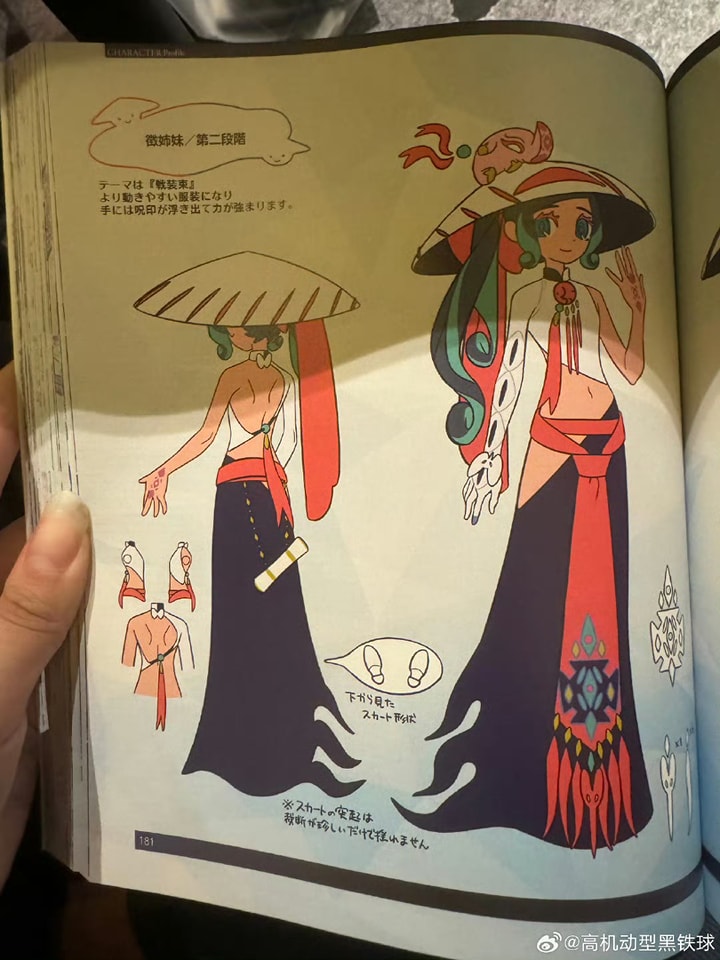 CHARACTER Profile
徵姉妹/第二段階
テーマは『戦装束』
より動きやすい服装になり
手には呪印が浮き出て力が強まります。
下から見た
スカート形状
※スカートの突起は
裁断が珍しいだけで揺れません
×3
181
@高机动型黑铁球